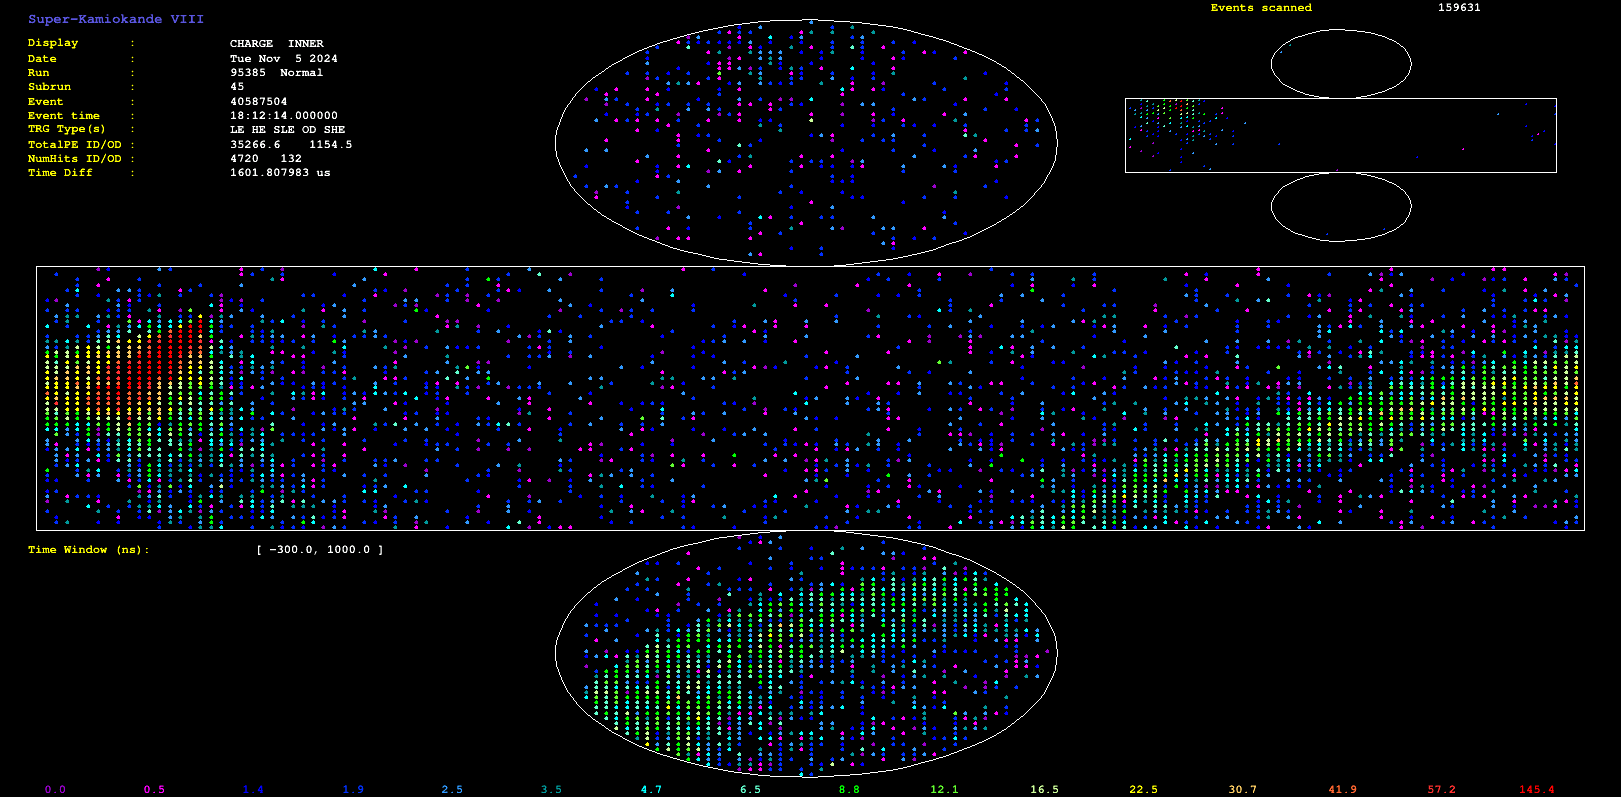 Super-Kamiokande VIII
Events scanned 159631
Display : CHARGE INNER
Date : Tue Nov 5 2024
Run : 95385 Normal
Subrun : 45
Event : 40587504
Event time : 18:12:14.000000
TRG Type(s) : LE HE SLE OD SHE
TotalPE ID/OD : 35266.6 1154.5
NumHits ID/OD : 4720 132
Time Diff : 1601.807983 us
Time Window (ns): [ -300.0, 1000.0 ]
0.0 0.5 1.4 1.9 2.5 3.5 4.7 6.5 8.8 12.1 16.5 22.5 30.7 41.9 57.2 145.4